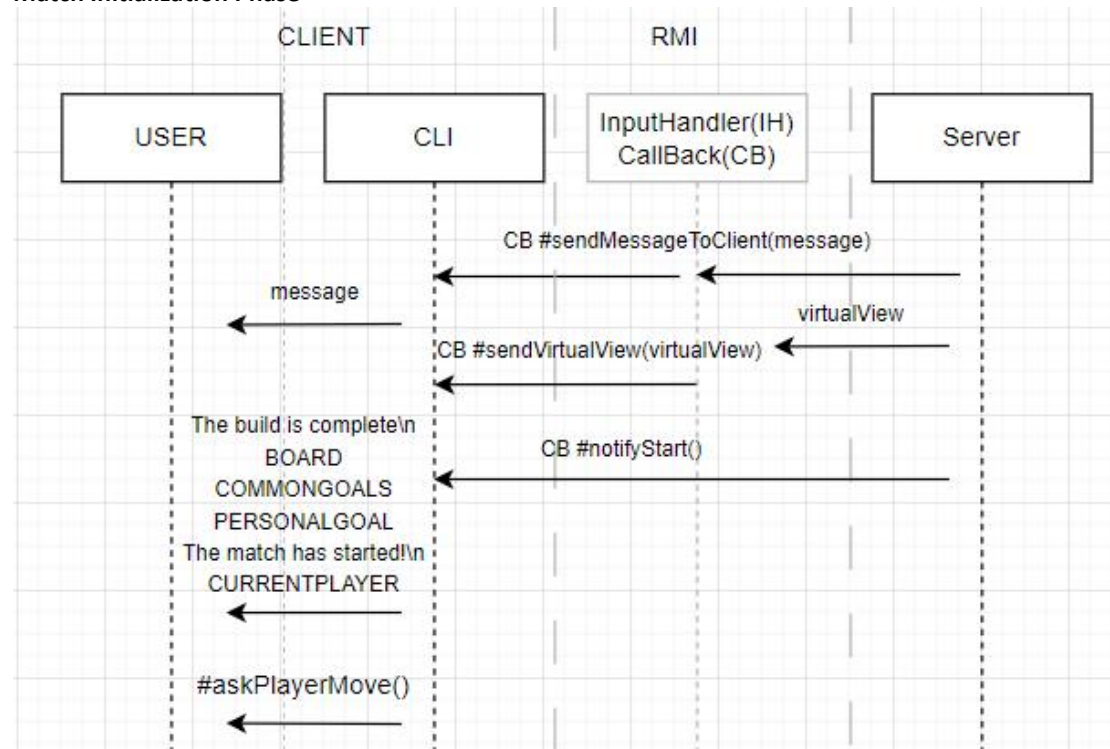 Match Initialization Phase
CLIENT
RMI
USER
CLI
InputHandler(IH)
CallBack(CB)
Server
CB #sendMessageToClient(message)
message
virtualView
CB #sendVirtualView(virtualView)
The build is complete\n
BOARD
COMMONGOALS
PERSONALGOAL
The match has started!\n
CURRENTPLAYER
CB #notifyStart()
#askPlayerMove()